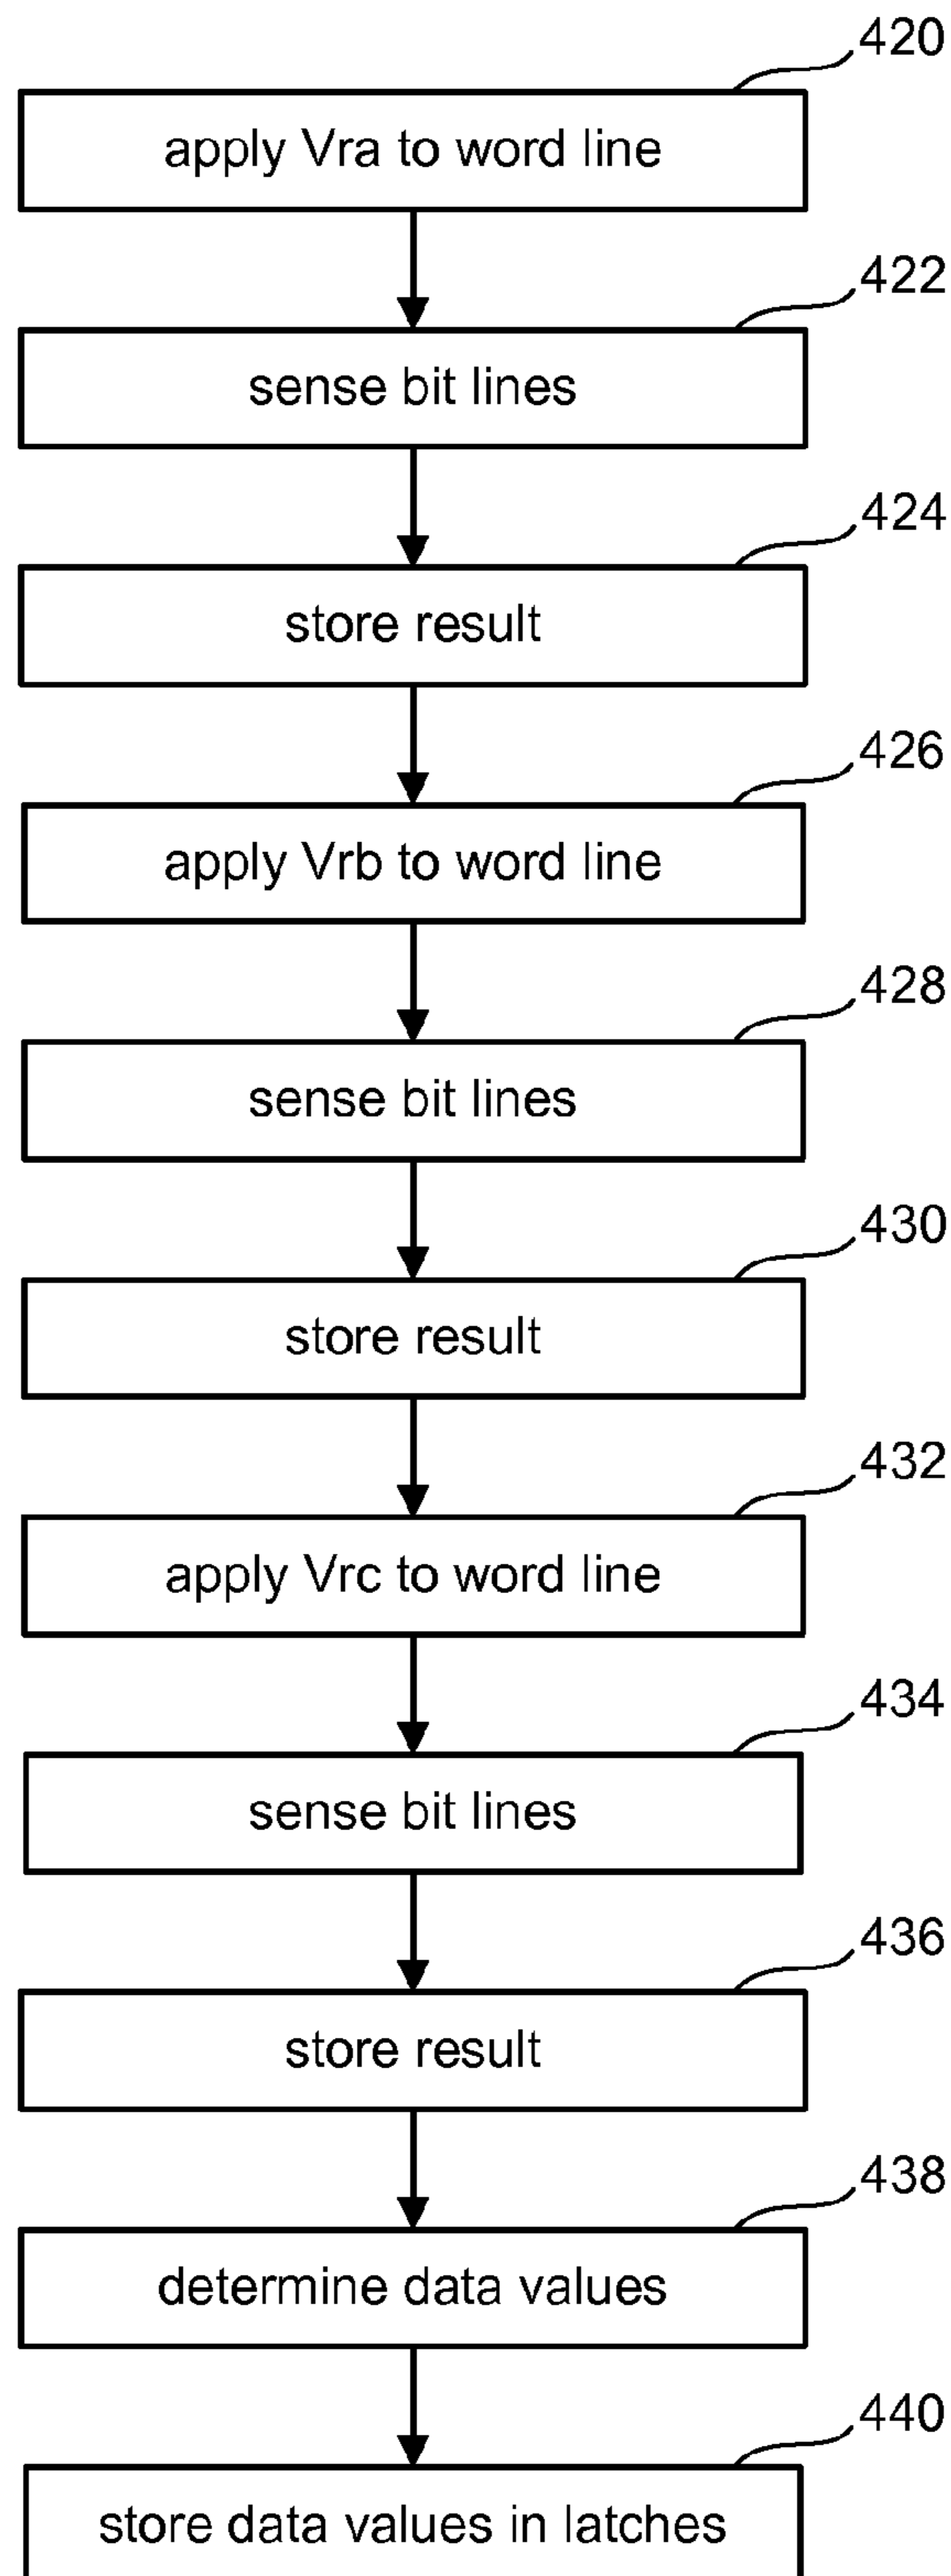 420
apply Vra to word line
422
sense bit lines
424
store result
426
apply Vrb to word line
428
sense bit lines
430
store result
432
apply Vrc to word line
434
sense bit lines
436
store result
438
determine data values
440
store data values in latches